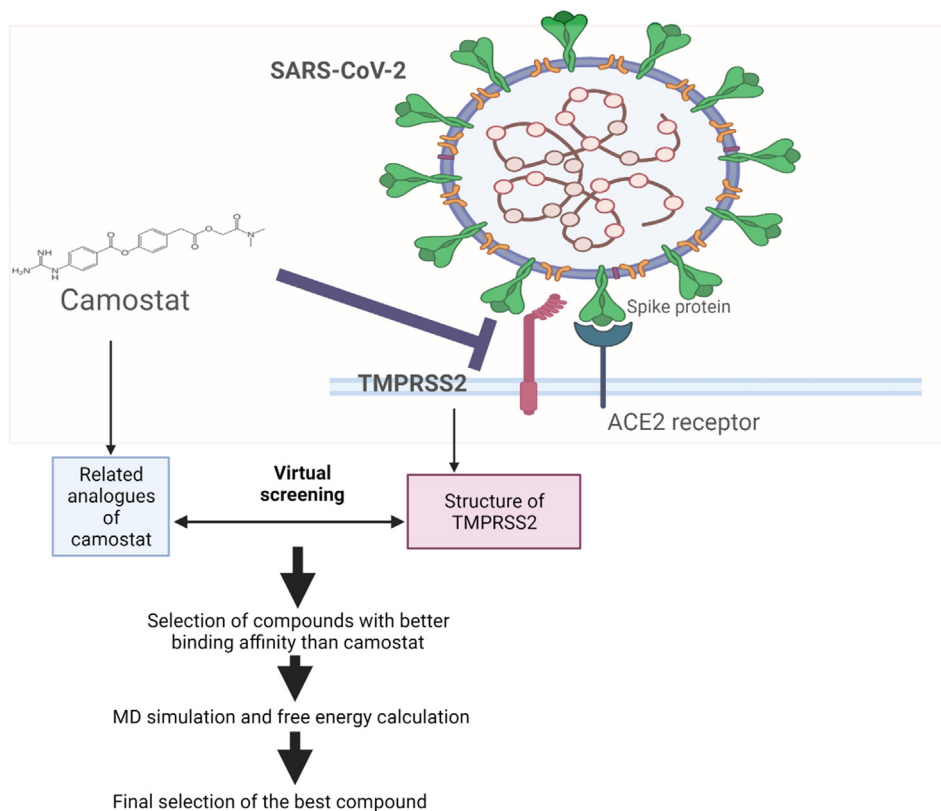 SARS-CoV-2
O
O
O
O
O
N
NH
H₂N
N
H
Camostat
Spike protein
TMPRSS2
ACE2 receptor
Related
analogues
of
camostat
Virtual
screening
Structure of
TMPRSS2
Selection of compounds with better
binding affinity than camostat
MD simulation and free energy calculation
Final selection of the best compound